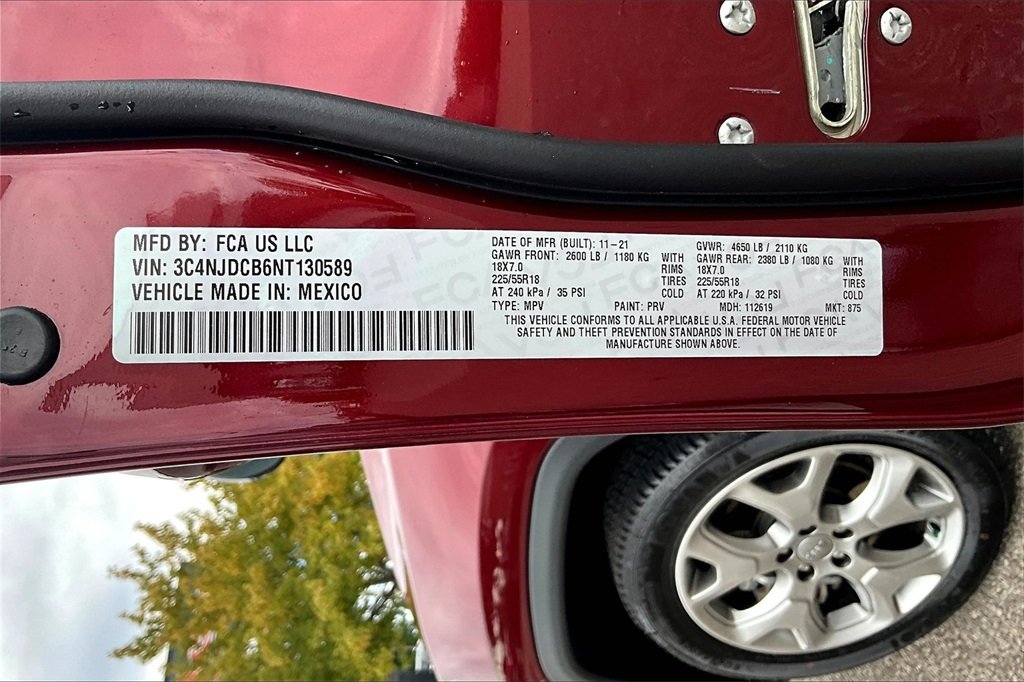 MFD BY: FCA US LLC
VIN: 3C4NJDCB6NT130589
VEHICLE MADE IN: MEXICO
DATE OF MFR (BUILT): 11-21
GAWR FRONT: 2600 LB / 1180 KG WITH
18X7.0 RIMS
225/55R18 TIRES
AT 240 kPa / 35 PSI COLD
GVWR: 4650 LB / 2110 KG
GAWR REAR: 2380 LB / 1080 KG WITH
18X7.0 RIMS
225/55R18 TIRES
AT 220 kPa / 32 PSI COLD
TYPE: MPV PAINT: PRV MDH: 112619 MKT: 875
THIS VEHICLE CONFORMS TO ALL APPLICABLE U.S.A. FEDERAL MOTOR VEHICLE
SAFETY AND THEFT PREVENTION STANDARDS IN EFFECT ON THE DATE OF
MANUFACTURE SHOWN ABOVE.